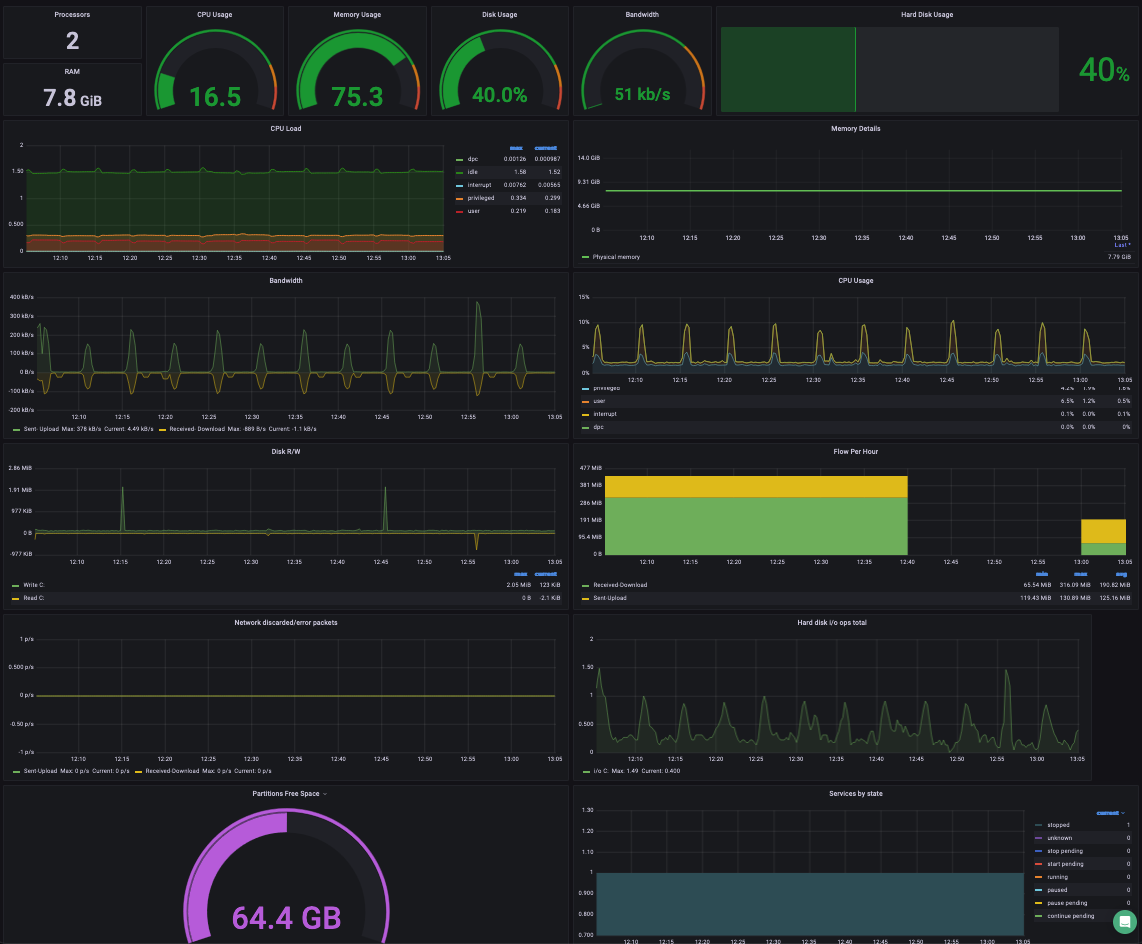 Processors
2
RAM
7.8 GiB
CPU Usage
16.5
Memory Usage
75.3
Disk Usage
40.0%
Bandwidth
51 kb/s
Hard Disk Usage
40%
CPU Load
2
1.50
1
0.500
0
12:10 12:15 12:20 12:25 12:30 12:35 12:40 12:45 12:50 12:55 13:00 13:05
max current
dpc 0.00126 0.000987
idle 1.58 1.52
interrupt 0.00762 0.00565
privileged 0.334 0.299
user 0.219 0.183
Memory Details
14.0 GiB
9.31 GiB
4.66 GiB
0 B
12:10 12:15 12:20 12:25 12:30 12:35 12:40 12:45 12:50 12:55 13:00 13:05
Last *
Physical memory 7.79 GiB
Bandwidth
400 kB/s
300 kB/s
200 kB/s
100 kB/s
0 B/s
-100 kB/s
-200 kB/s
12:10 12:15 12:20 12:25 12:30 12:35 12:40 12:45 12:50 12:55 13:00 13:05
Sent- Upload Max: 378 kB/s Current: 4.49 kB/s Received- Download Max: -889 B/s Current: -1.1 kB/s
CPU Usage
15%
10%
5%
0%
12:10 12:15 12:20 12:25 12:30 12:35 12:40 12:45 12:50 12:55 13:00 13:05
privileged 4.2% 1.9% 1.6%
user 6.5% 1.2% 0.5%
interrupt 0.1% 0.0% 0.1%
dpc 0.0% 0.0% 0%
Disk R/W
2.86 MiB
1.91 MiB
977 KiB
0 B
-977 KiB
12:10 12:15 12:20 12:25 12:30 12:35 12:40 12:45 12:50 12:55 13:00 13:05
max current
Write C: 2.05 MiB 123 KiB
Read C: 0 B -2.1 KiB
Flow Per Hour
477 MiB
381 MiB
286 MiB
191 MiB
95.4 MiB
0 B
12:10 12:15 12:20 12:25 12:30 12:35 12:40 12:45 12:50 12:55 13:00 13:05
min max avg
Received-Download 65.54 MiB 316.09 MiB 190.82 MiB
Sent-Upload 119.43 MiB 130.89 MiB 125.16 MiB
Network discarded/error packets
1 p/s
0.500 p/s
0 p/s
-0.50 p/s
-1 p/s
12:10 12:15 12:20 12:25 12:30 12:35 12:40 12:45 12:50 12:55 13:00 13:05
Sent-Upload Max: 0 p/s Current: 0 p/s Received-Download Max: 0 p/s Current: 0 p/s
Hard disk i/o ops total
2
1.50
1
0.500
0
12:10 12:15 12:20 12:25 12:30 12:35 12:40 12:45 12:50 12:55 13:00 13:05
i/o C. Max: 1.49 Current: 0.400
Partitions Free Space
64.4 GB
Services by state
1.30
1.20
1.10
1
0.900
0.800
0.700
12:10 12:15 12:20 12:25 12:30 12:35 12:40 12:45 12:50 12:55 13:00 13:05
current
stopped 1
unknown 0
stop pending 0
start pending 0
running 0
paused 0
pause pending 0
continue pending 0